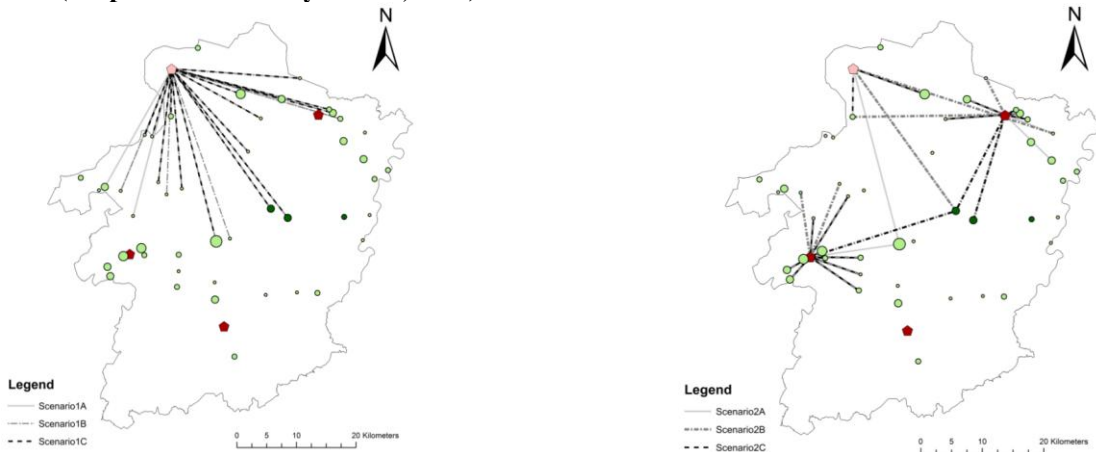 N
Legend
Scenario1A
Scenario1B
Scenario1C
0 5 10 20 Kilometers
N
Legend
Scenario2A
Scenario2B
Scenario2C
0 5 10 20 Kilometers